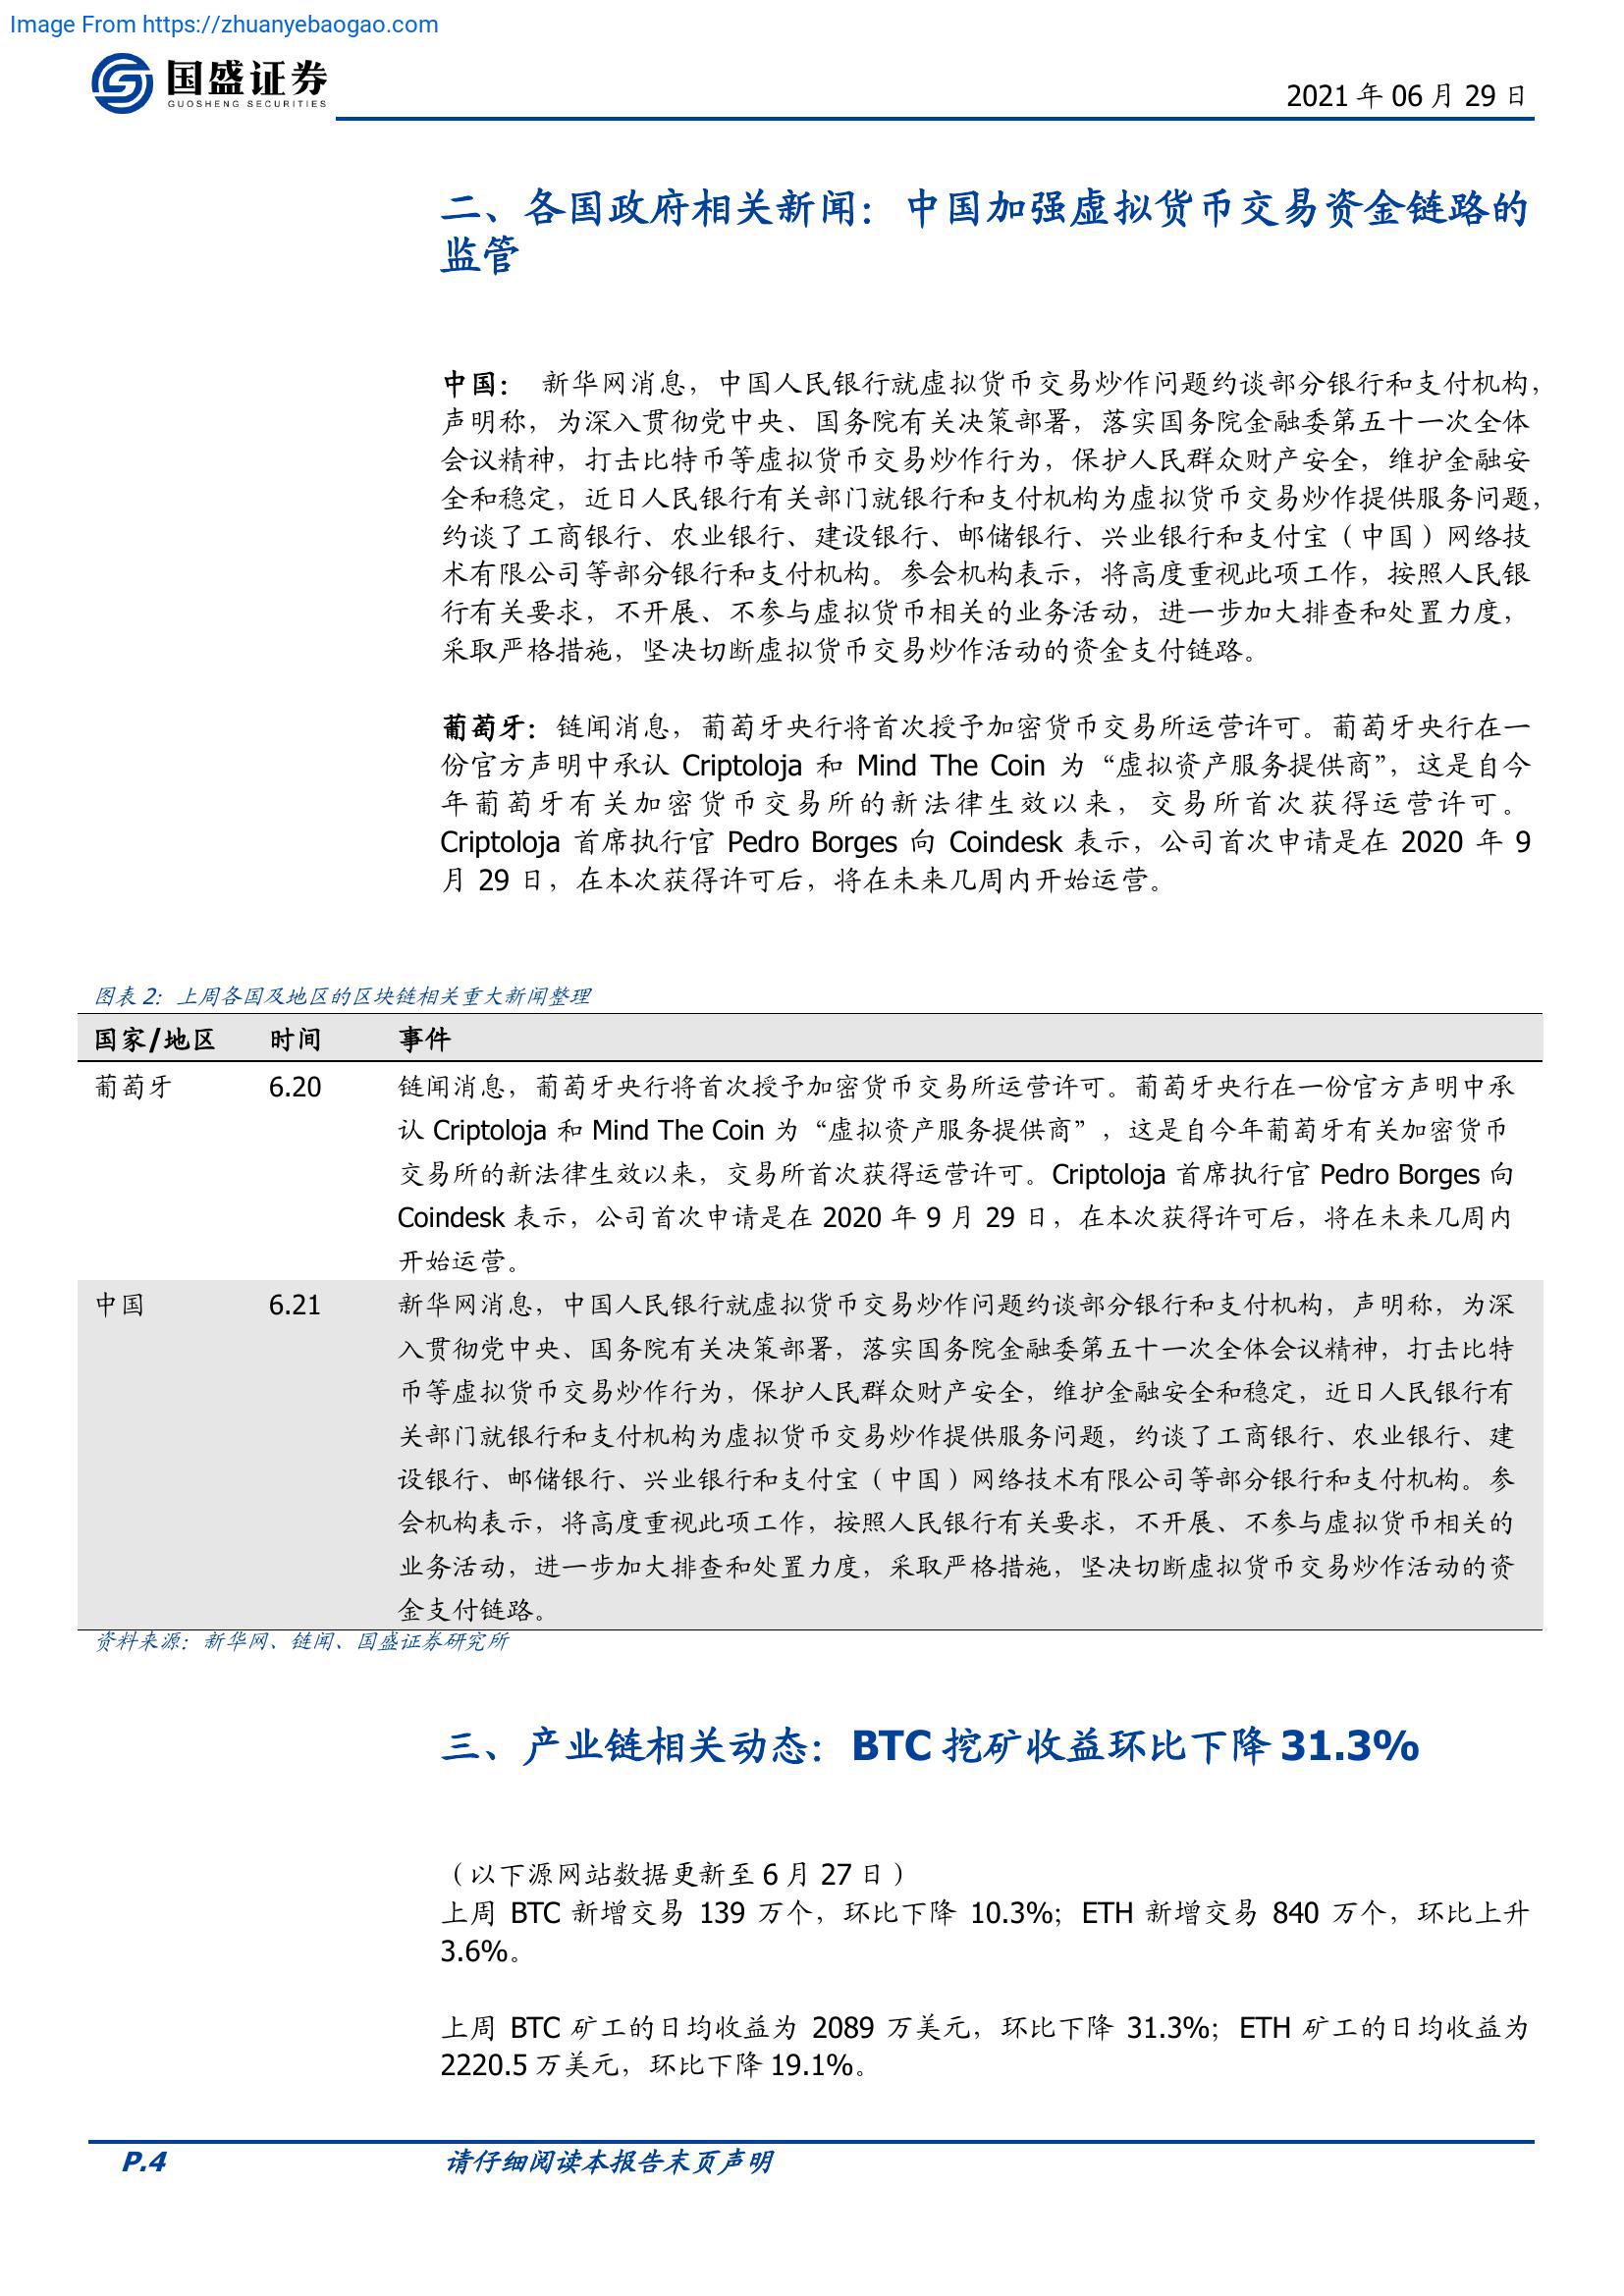 Image From https://zhuanyebaogao.com
国盛证券
GUOSHENG SECURITIES
2021 年 06 月 29 日
二、各国政府相关新闻：中国加强虚拟货币交易资金链路的
监管
中国： 新华网消息，中国人民银行就虚拟货币交易炒作问题约谈部分银行和支付机构，
声明称，为深入贯彻党中央、国务院有关决策部署，落实国务院金融委第五十一次全体
会议精神，打击比特币等虚拟货币交易炒作行为，保护人民群众财产安全，维护金融安
全和稳定，近日人民银行有关部门就银行和支付机构为虚拟货币交易炒作提供服务问题，
约谈了工商银行、农业银行、建设银行、邮储银行、兴业银行和支付宝（中国）网络技
术有限公司等部分银行和支付机构。参会机构表示，将高度重视此项工作，按照人民银
行有关要求，不开展、不参与虚拟货币相关的业务活动，进一步加大排查和处置力度，
采取严格措施，坚决切断虚拟货币交易炒作活动的资金支付链路。
葡萄牙：链闻消息，葡萄牙央行将首次授予加密货币交易所运营许可。葡萄牙央行在一
份官方声明中承认 Criptoloja 和 Mind The Coin 为“虚拟资产服务提供商”，这是自今
年葡萄牙有关加密货币交易所的新法律生效以来，交易所首次获得运营许可。
Criptoloja 首席执行官 Pedro Borges 向 Coindesk 表示，公司首次申请是在 2020 年 9
月 29 日，在本次获得许可后，将在未来几周内开始运营。
图表 2：上周各国及地区的区块链相关重大新闻整理
国家/地区 时间 事件
葡萄牙 6.20 链闻消息，葡萄牙央行将首次授予加密货币交易所运营许可。葡萄牙央行在一份官方声明中承
认 Criptoloja 和 Mind The Coin 为“虚拟资产服务提供商”，这是自今年葡萄牙有关加密货币
交易所的新法律生效以来，交易所首次获得运营许可。Criptoloja 首席执行官 Pedro Borges 向
Coindesk 表示，公司首次申请是在 2020 年 9 月 29 日，在本次获得许可后，将在未来几周内
开始运营。
中国 6.21 新华网消息，中国人民银行就虚拟货币交易炒作问题约谈部分银行和支付机构，声明称，为深
入贯彻党中央、国务院有关决策部署，落实国务院金融委第五十一次全体会议精神，打击比特
币等虚拟货币交易炒作行为，保护人民群众财产安全，维护金融安全和稳定，近日人民银行有
关部门就银行和支付机构为虚拟货币交易炒作提供服务问题，约谈了工商银行、农业银行、建
设银行、邮储银行、兴业银行和支付宝（中国）网络技术有限公司等部分银行和支付机构。参
会机构表示，将高度重视此项工作，按照人民银行有关要求，不开展、不参与虚拟货币相关的
业务活动，进一步加大排查和处置力度，采取严格措施，坚决切断虚拟货币交易炒作活动的资
金支付链路。
资料来源：新华网、链闻、国盛证券研究所
三、产业链相关动态：BTC 挖矿收益环比下降 31.3%
（以下源网站数据更新至 6 月 27 日）
上周 BTC 新增交易 139 万个，环比下降 10.3%；ETH 新增交易 840 万个，环比上升
3.6%。
上周 BTC 矿工的日均收益为 2089 万美元，环比下降 31.3%；ETH 矿工的日均收益为
2220.5 万美元，环比下降 19.1%。
P.4 请仔细阅读本报告末页声明